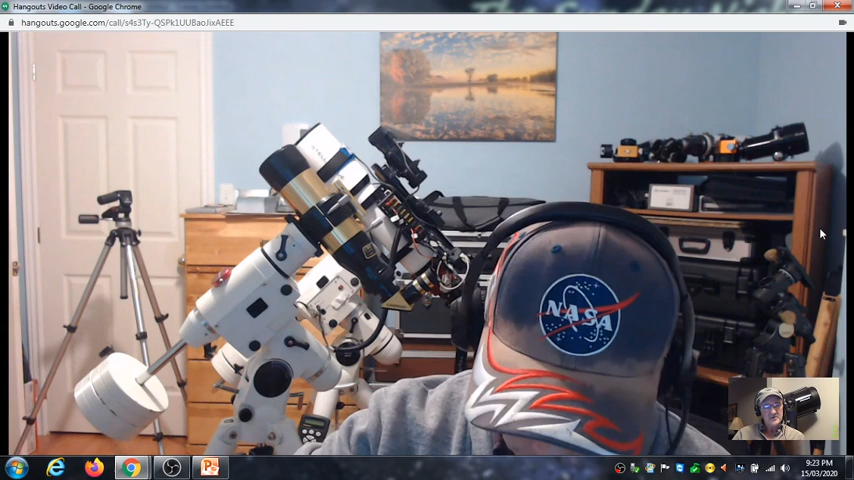 Hangouts Video Call - Google Chrome
hangouts.google.com/call/s4s3Ty-QSPk1UUBaoJixAEEE
NASA
9:23 PM
15/03/2020